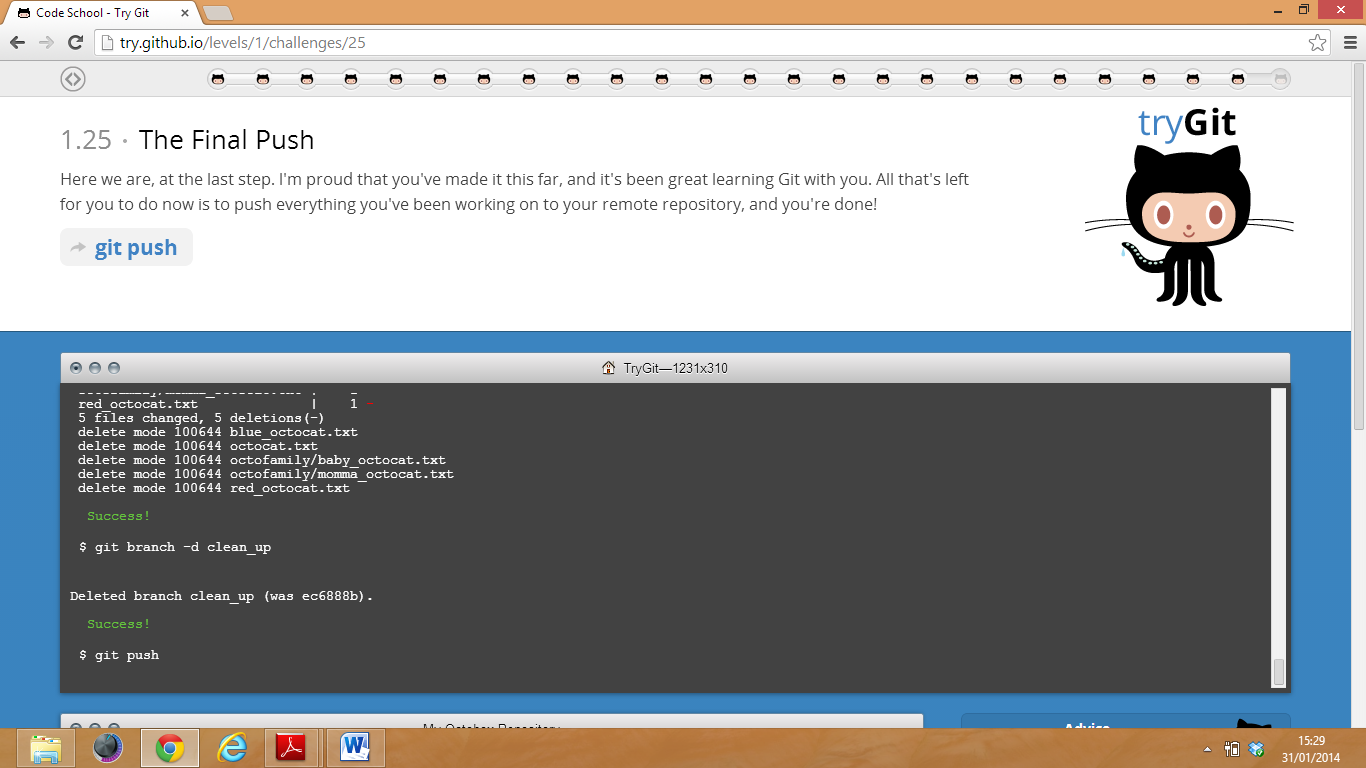 Code School - Try Git
try.github.io/levels/1/challenges/25
tryGit
1.25 · The Final Push
Here we are, at the last step. I'm proud that you've made it this far, and it's been great learning Git with you. All that's left
for you to do now is to push everything you've been working on to your remote repository, and you're done!
git push
TryGit—1231x310
red_octocat.txt | 1
5 files changed, 5 deletions(-)
delete mode 100644 blue_octocat.txt
delete mode 100644 octocat.txt
delete mode 100644 octofamily/baby_octocat.txt
delete mode 100644 octofamily/momma_octocat.txt
delete mode 100644 red_octocat.txt
Success!
$ git branch -d clean_up
Deleted branch clean_up (was ec6888b).
Success!
$ git push
My Octobox Repository
Advice
15:29
31/01/2014